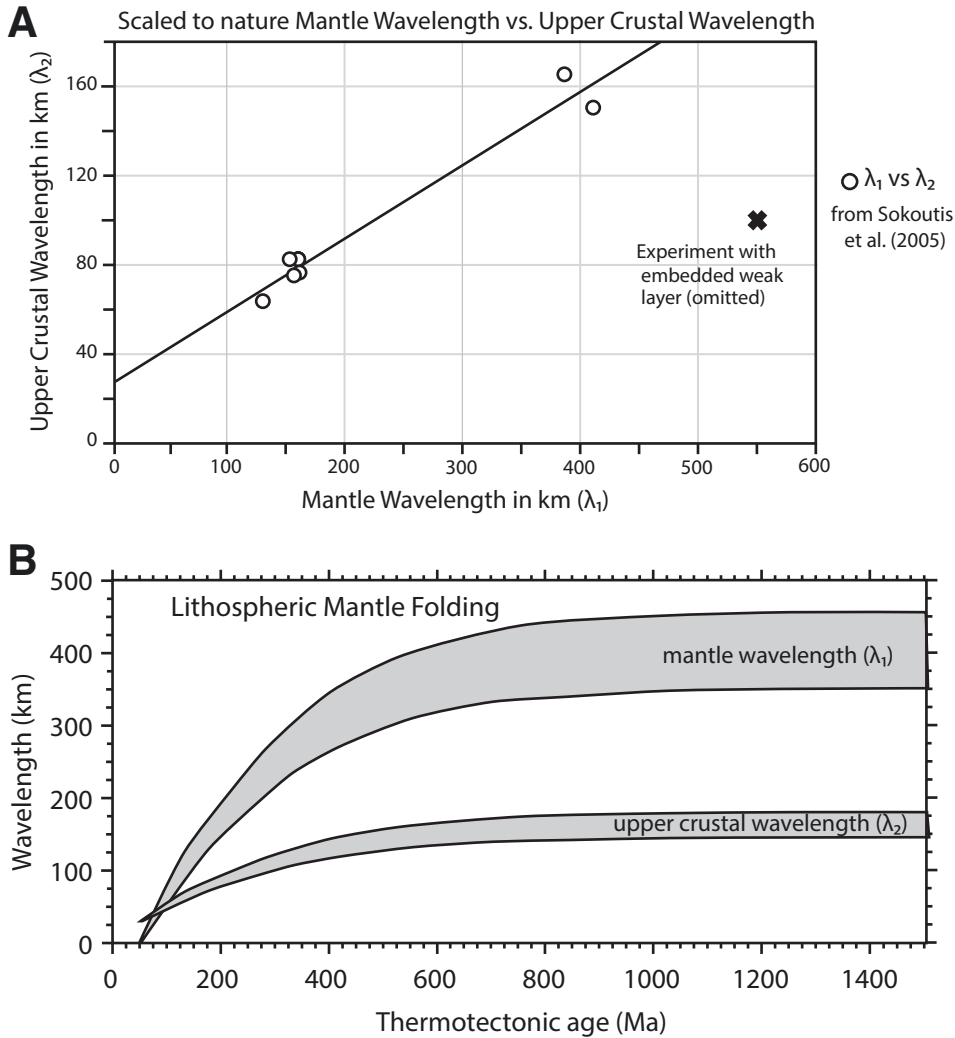 A
Scaled to nature Mantle Wavelength vs. Upper Crustal Wavelength
Upper Crustal Wavelength in km (λ₂)
160
120
80
40
0
0 100 200 300 400 500 600
Mantle Wavelength in km (λ₁)
Experiment with
embedded weak
layer (omitted)
λ₁ vs λ₂
from Sokoutis
et al. (2005)
B
Lithospheric Mantle Folding
Wavelength (km)
500
400
300
200
100
0
mantle wavelength (λ₁)
upper crustal wavelength (λ₂)
0 200 400 600 800 1000 1200 1400
Thermotectonic age (Ma)